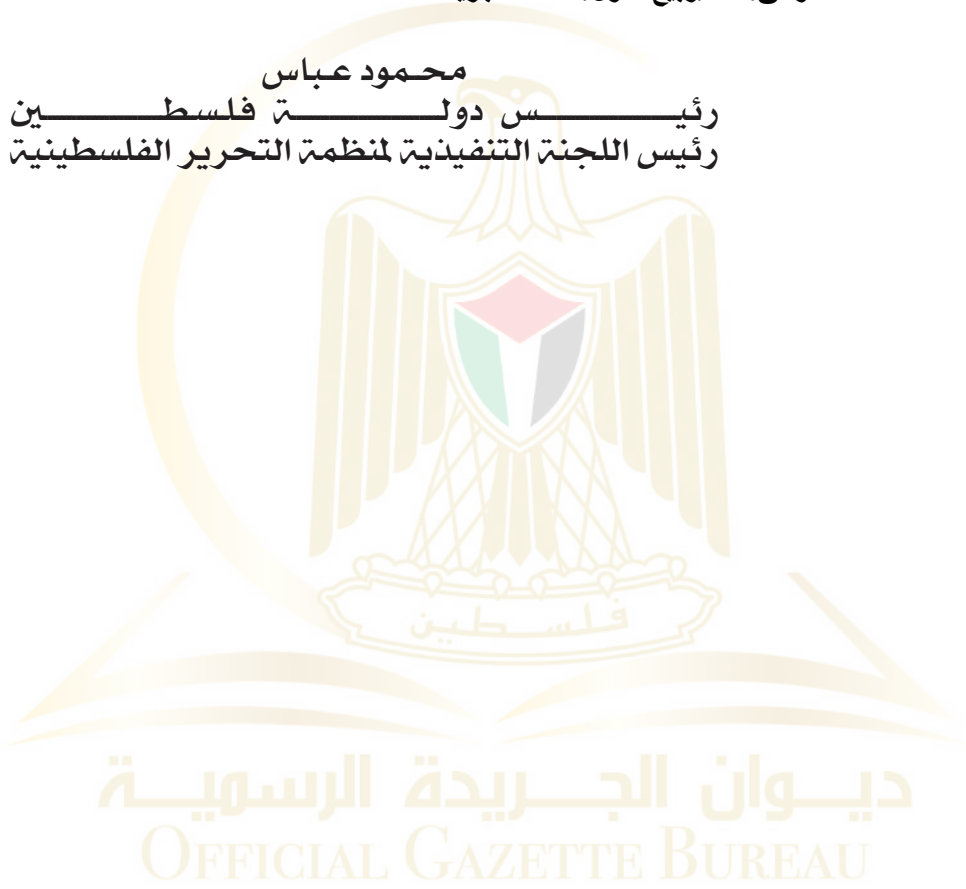 محمود عباس
رئيس دولة فلسطين
رئيس اللجنة التنفيذية لمنظمة التحرير الفلسطينية
فلسطين
ديوان الجريدة الرسمية
OFFICIAL GAZETTE BUREAU